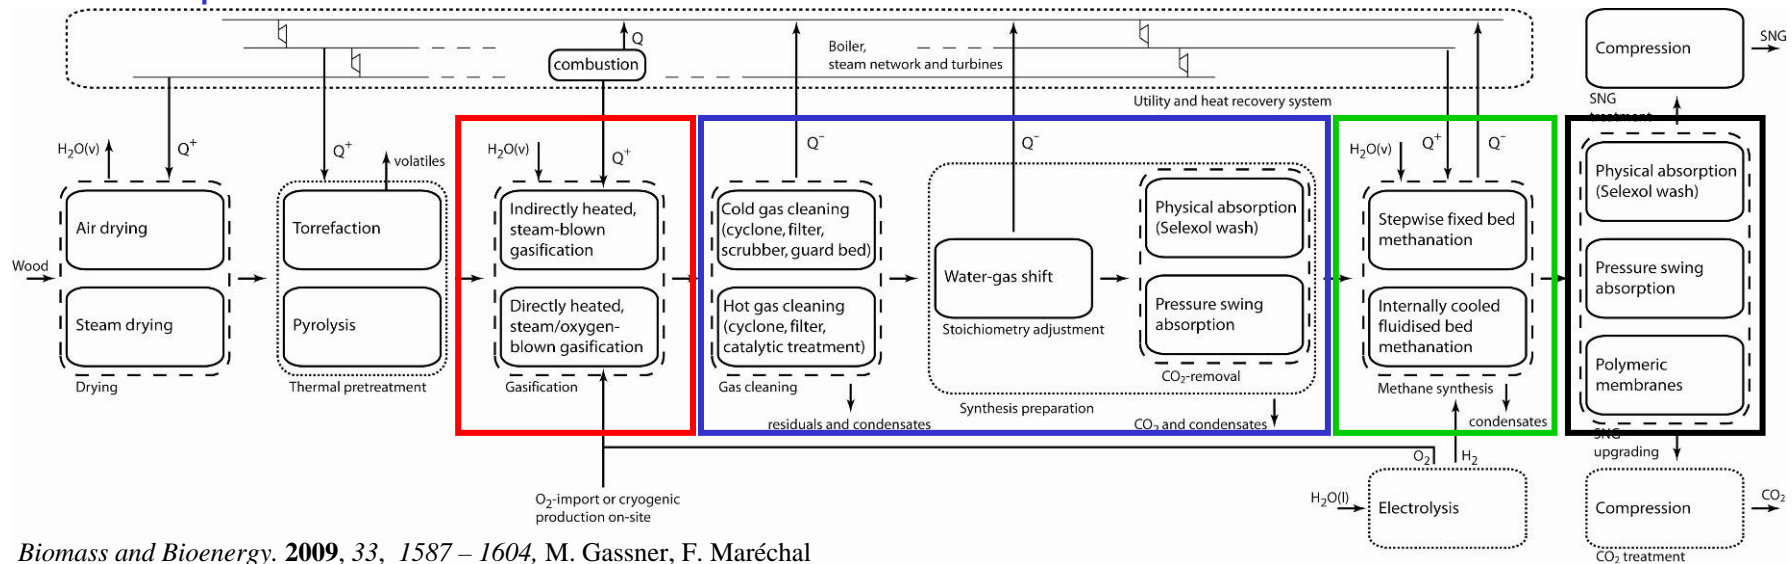 Q
combustion
Boiler,
steam network and turbines
Utility and heat recovery system
Compression
SNG
SNG
treatment
H2O(v)
Q+
Q+
volatiles
H2O(v)
Q+
Q−
Q−
H2O(v)
Q+
Q−
Wood
Air drying
Steam drying
Drying
Torrefaction
Pyrolysis
Thermal pretreatment
Indirectly heated,
steam-blown
gasification
Directly heated,
steam/oxygen-
blown gasification
Gasification
Cold gas cleaning
(cyclone, filter,
scrubber, guard bed)
Hot gas cleaning
(cyclone, filter,
catalytic treatment)
Gas cleaning
residuals and condensates
Water-gas shift
Stoichiometry adjustment
Physical absorption
(Selexol wash)
Pressure swing
absorption
CO2-removal
Synthesis preparation
CO2 and condensates
Stepwise fixed bed
methanation
Internally cooled
fluidised bed
methanation
Methane synthesis
condensates
Physical absorption
(Selexol wash)
Pressure swing
absorption
Polymeric
membranes
SNG
upgrading
O2
H2
O2-import or cryogenic
production on-site
H2O(l)
Electrolysis
Compression
CO2
CO2 treatment
Biomass and Bioenergy. 2009, 33, 1587 – 1604, M. Gassner, F. Maréchal